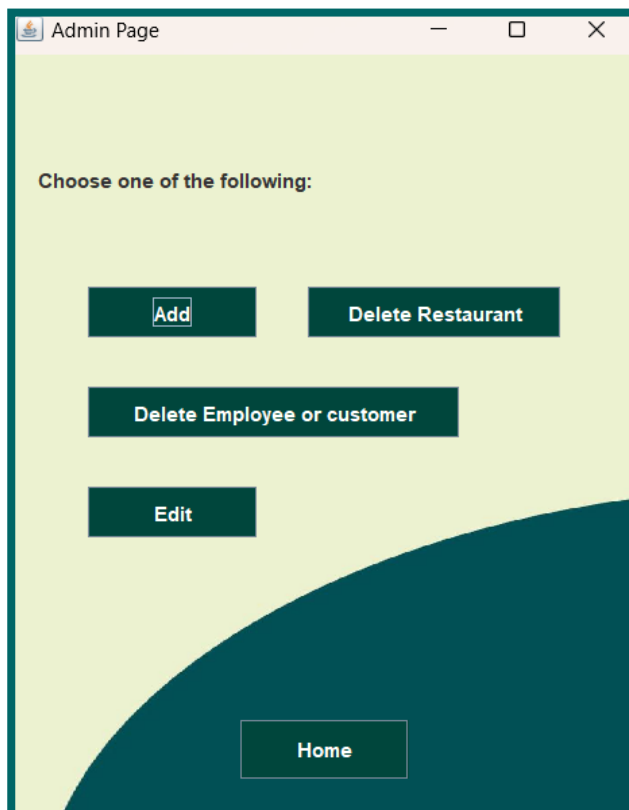 Admin Page
Choose one of the following:
Add
Delete Restaurant
Delete Employee or customer
Edit
Home